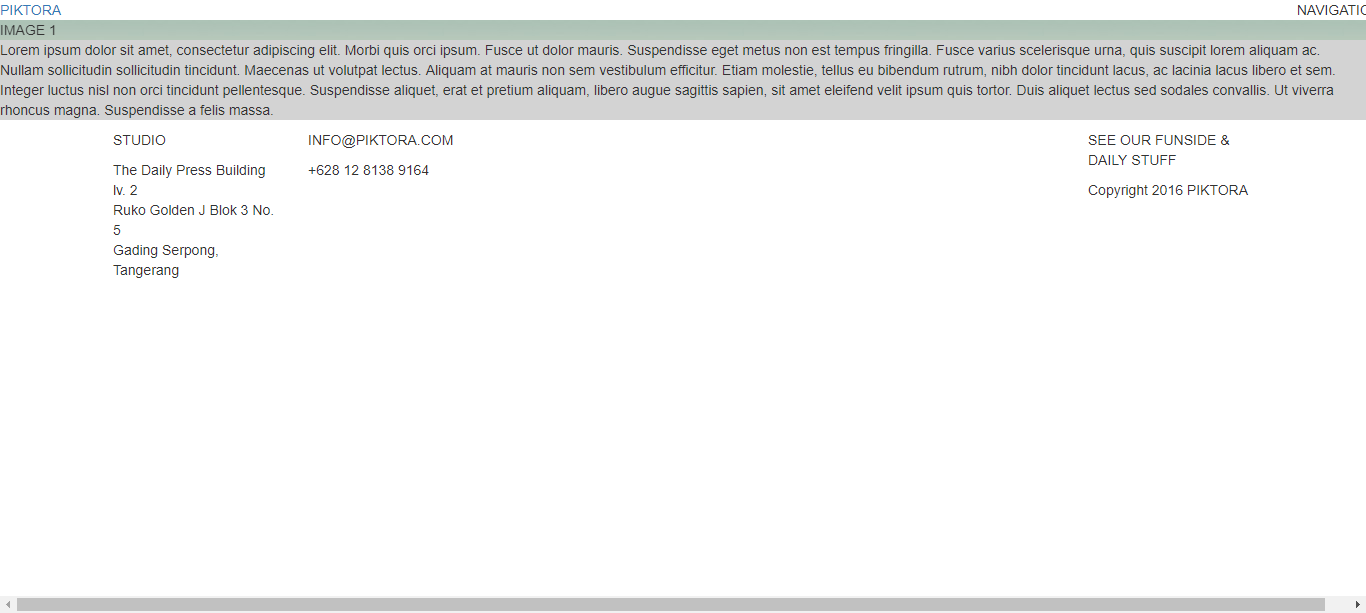 PIKTORA
NAVIGATIO
IMAGE 1
Lorem ipsum dolor sit amet, consectetur adipiscing elit. Morbi quis orci ipsum. Fusce ut dolor mauris. Suspendisse eget metus non est tempus fringilla. Fusce varius scelerisque urna, quis suscipit lorem aliquam ac.
Nullam sollicitudin sollicitudin tincidunt. Maecenas ut volutpat lectus. Aliquam at mauris non sem vestibulum efficitur. Etiam molestie, tellus eu bibendum rutrum, nibh dolor tincidunt lacus, ac lacinia lacus libero et sem.
Integer luctus nisl non orci tincidunt pellentesque. Suspendisse aliquet, erat et pretium aliquam, libero augue sagittis sapien, sit amet eleifend velit ipsum quis tortor. Duis aliquet lectus sed sodales convallis. Ut viverra
rhoncus magna. Suspendisse a felis massa.
STUDIO
The Daily Press Building
lv. 2
Ruko Golden J Blok 3 No.
5
Gading Serpong,
Tangerang
INFO@PIKTORA.COM
+628 12 8138 9164
SEE OUR FUNSIDE &
DAILY STUFF
Copyright 2016 PIKTORA